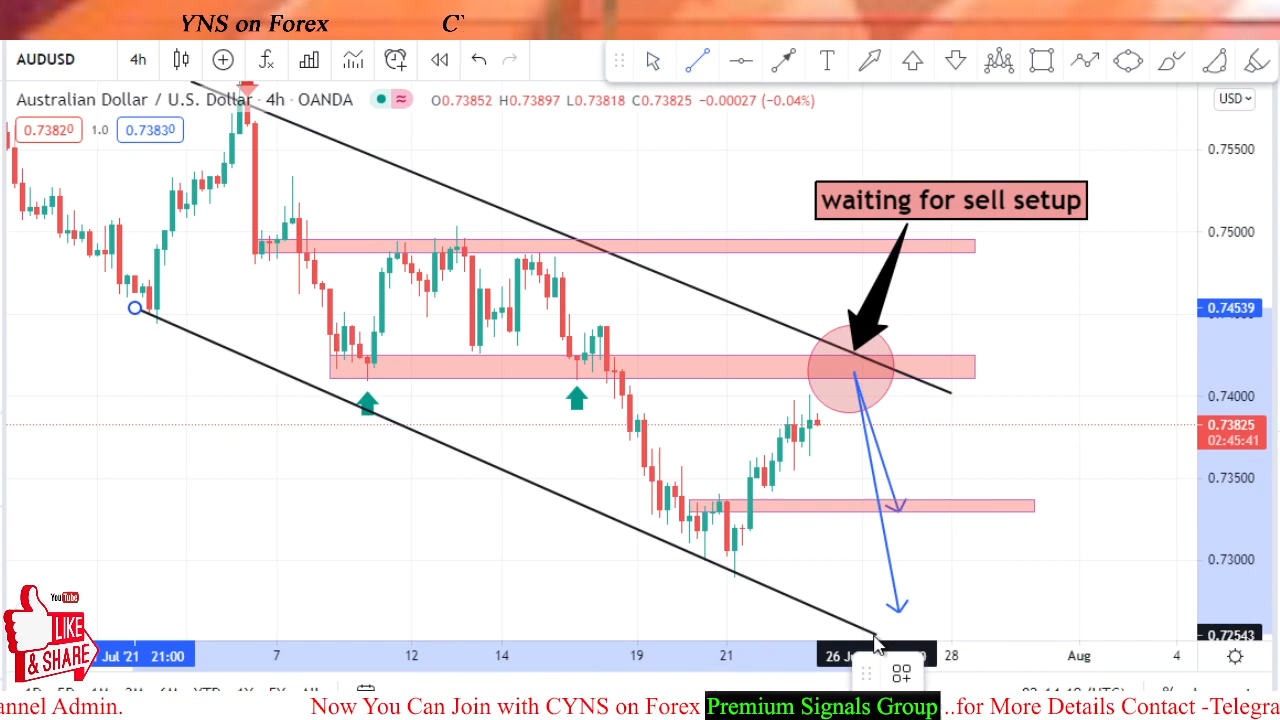 YNS on Forex
CY
AUDUSD
4h
Australian Dollar / U.S. Dollar · 4h · OANDA
O0.73852 H0.73897 L0.73818 C0.73825 −0.00027 (−0.04%)
USD
0.73820
1.0
0.73830
0.75500
waiting for sell setup
0.75000
0.74539
0.74000
0.73825
02:45:41
0.73500
0.73000
0.72543
YouTube
LIKE
& SHARE
Jul '21 21:00
7
12
14
19
21
26 Ju
28
Aug
4
annel Admin.
Now You Can Join with CYNS on Forex Premium Signals Group ..for More Details Contact -Telegra